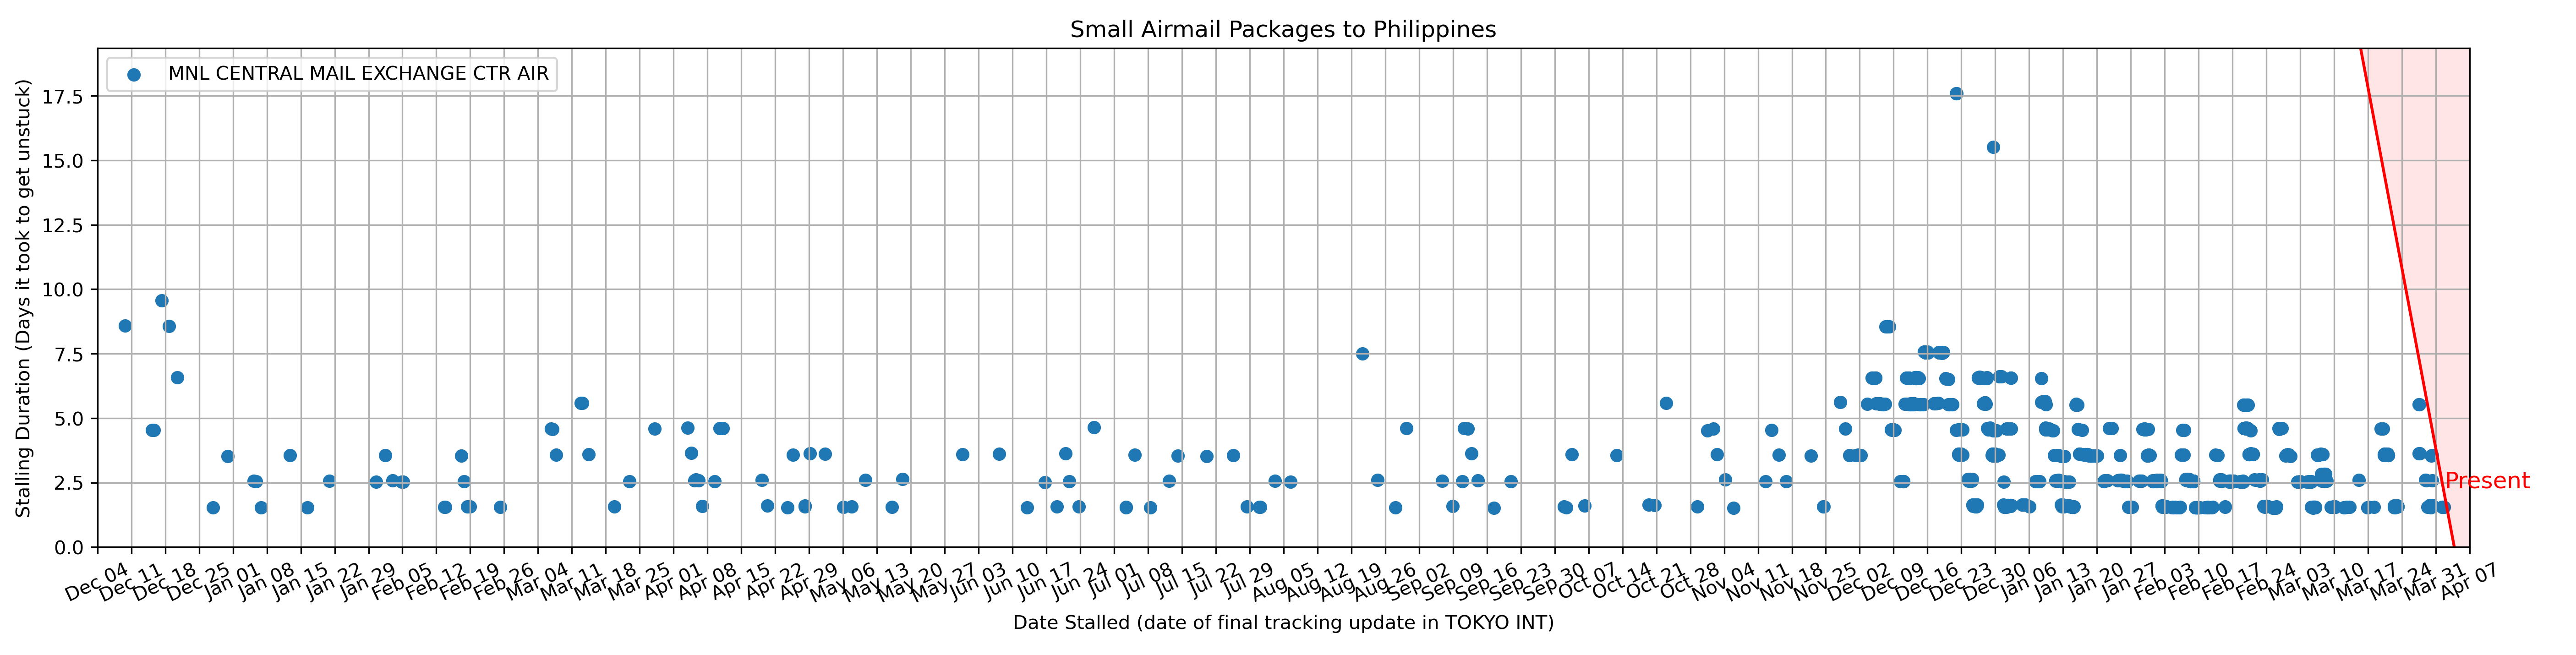 Small Airmail Packages to Philippines
MNL CENTRAL MAIL EXCHANGE CTR AIR
Stalling Duration (Days it took to get unstuck)
17.5
15.0
12.5
10.0
7.5
5.0
2.5
0.0
Present
Dec 04 Dec 11 Dec 18 Dec 25 Jan 01 Jan 08 Jan 15 Jan 22 Jan 29 Feb 05 Feb 12 Feb 19 Feb 26 Mar 04 Mar 11 Mar 18 Mar 25 Apr 01 Apr 08 Apr 15 Apr 22 Apr 29 May 06 May 13 May 20 May 27 Jun 03 Jun 10 Jun 17 Jun 24 Jul 01 Jul 08 Jul 15 Jul 22 Jul 29 Aug 05 Aug 12 Aug 19 Aug 26 Sep 02 Sep 09 Sep 16 Sep 23 Sep 30 Oct 07 Oct 14 Oct 21 Oct 28 Nov 04 Nov 11 Nov 18 Nov 25 Dec 02 Dec 09 Dec 16 Dec 23 Dec 30 Jan 06 Jan 13 Jan 20 Jan 27 Feb 03 Feb 10 Feb 17 Feb 24 Mar 03 Mar 10 Mar 17 Mar 24 Mar 31 Apr 07
Date Stalled (date of final tracking update in TOKYO INT)